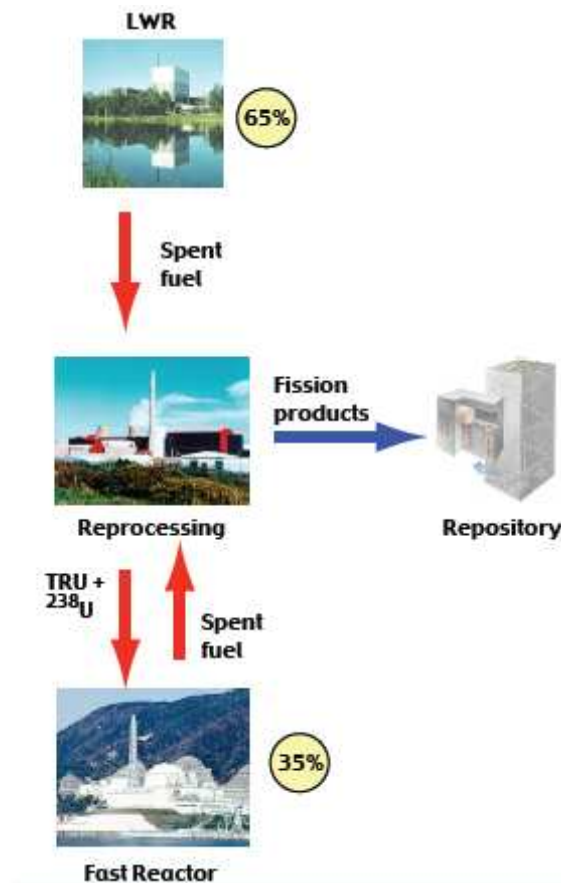 LWR
65%
Spent
fuel
Fission
products
Reprocessing
Repository
TRU +
²³⁸U
Spent
fuel
35%
Fast Reactor